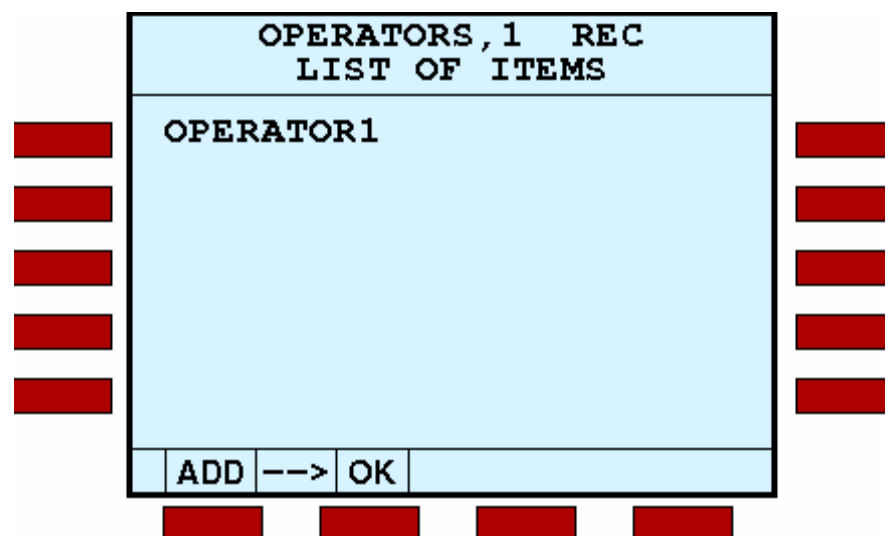 OPERATORS,1 REC
LIST OF ITEMS
OPERATOR1
ADD --> OK